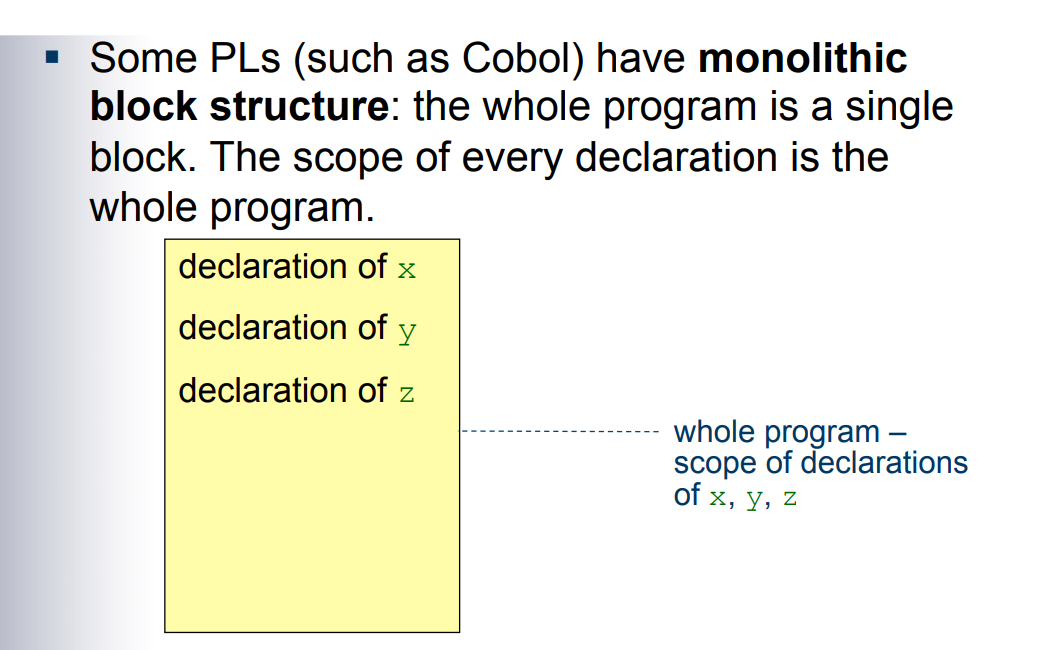 ▪ Some PLs (such as Cobol) have monolithic
block structure: the whole program is a single
block. The scope of every declaration is the
whole program.
declaration of x
declaration of y
declaration of z
whole program –
scope of declarations
of x, y, z